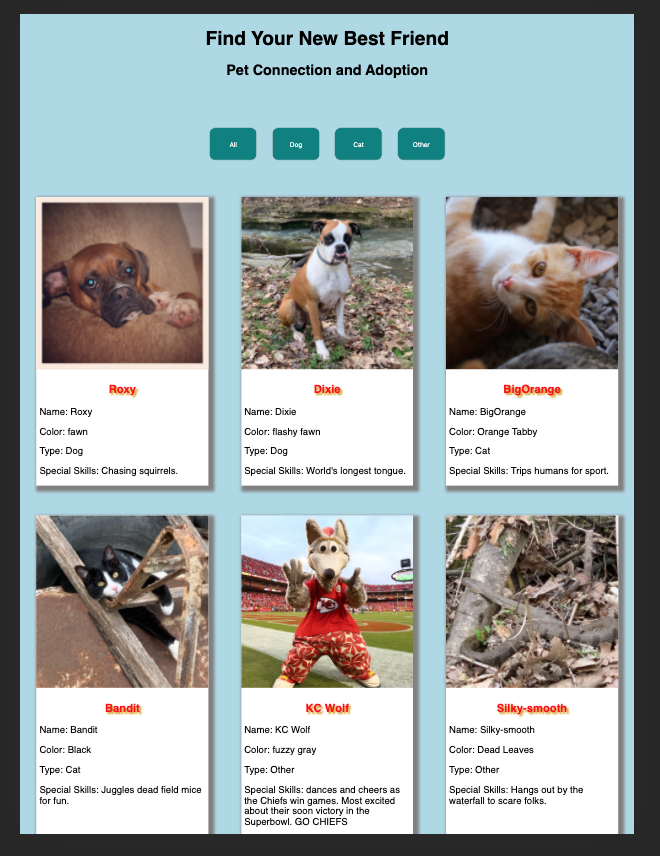 Find Your New Best Friend
Pet Connection and Adoption
All
Dog
Cat
Other
Roxy
Name: Roxy
Color: fawn
Type: Dog
Special Skills: Chasing squirrels.
Dixie
Name: Dixie
Color: flashy fawn
Type: Dog
Special Skills: World's longest tongue.
BigOrange
Name: BigOrange
Color: Orange Tabby
Type: Cat
Special Skills: Trips humans for sport.
Bandit
Name: Bandit
Color: Black
Type: Cat
Special Skills: Juggles dead field mice
for fun.
KC Wolf
Name: KC Wolf
Color: fuzzy gray
Type: Other
Special Skills: dances and cheers as
the Chiefs win games. Most excited
about their soon victory in the
Superbowl. GO CHIEFS
Silky-smooth
Name: Silky-smooth
Color: Dead Leaves
Type: Other
Special Skills: Hangs out by the
waterfall to scare folks.